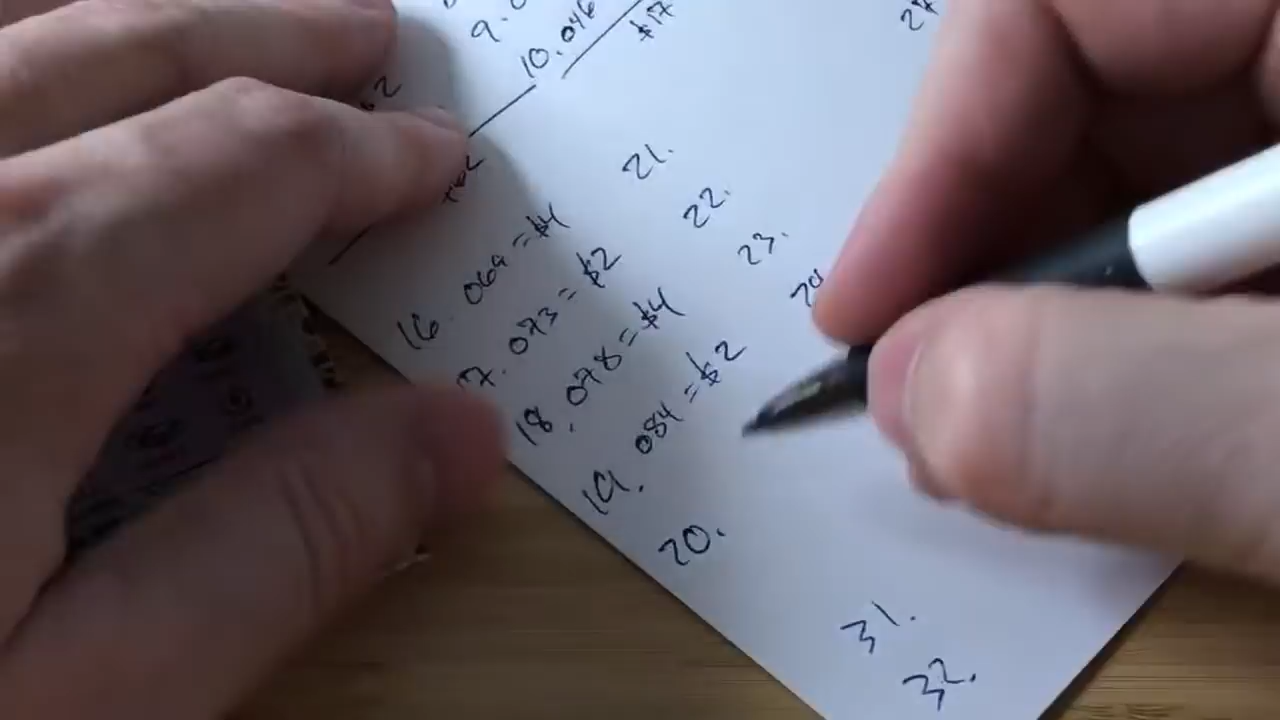 10.046
$17
16. 069 = $4
7. 073 = $2
18. 078 = $4
19. 084 = $2
20.
21.
22.
23.
31.
32.